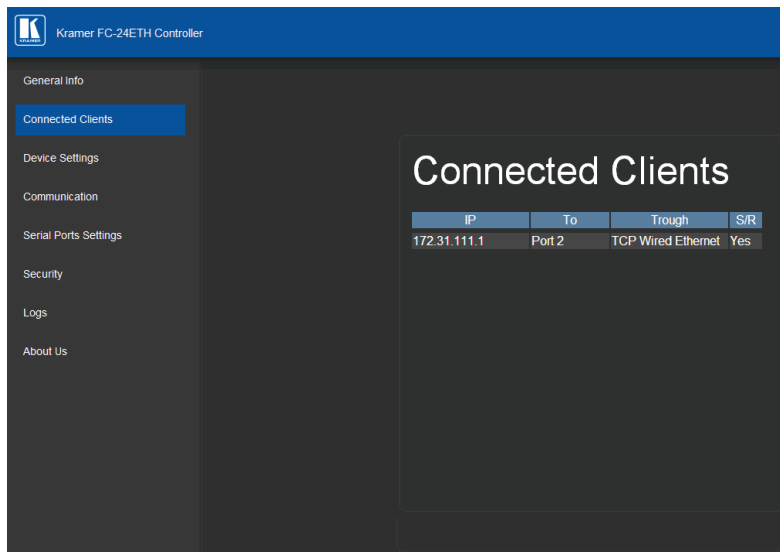 KRAMER
Kramer FC-24ETH Controller
General Info
Connected Clients
Device Settings
Communication
Serial Ports Settings
Security
Logs
About Us
Connected Clients
IP To Trough S/R
172.31.111.1 Port 2 TCP Wired Ethernet Yes